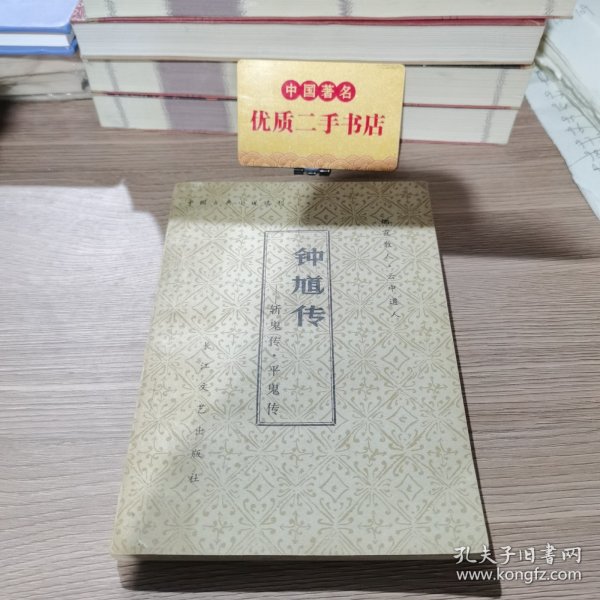 中国著名
优质二手书店
中国古典小说选刊
烟霞散人·云中道人
钟馗传
——斩鬼传·平鬼传
长江文艺出版社
孔夫子旧书网
www.kongfz.com